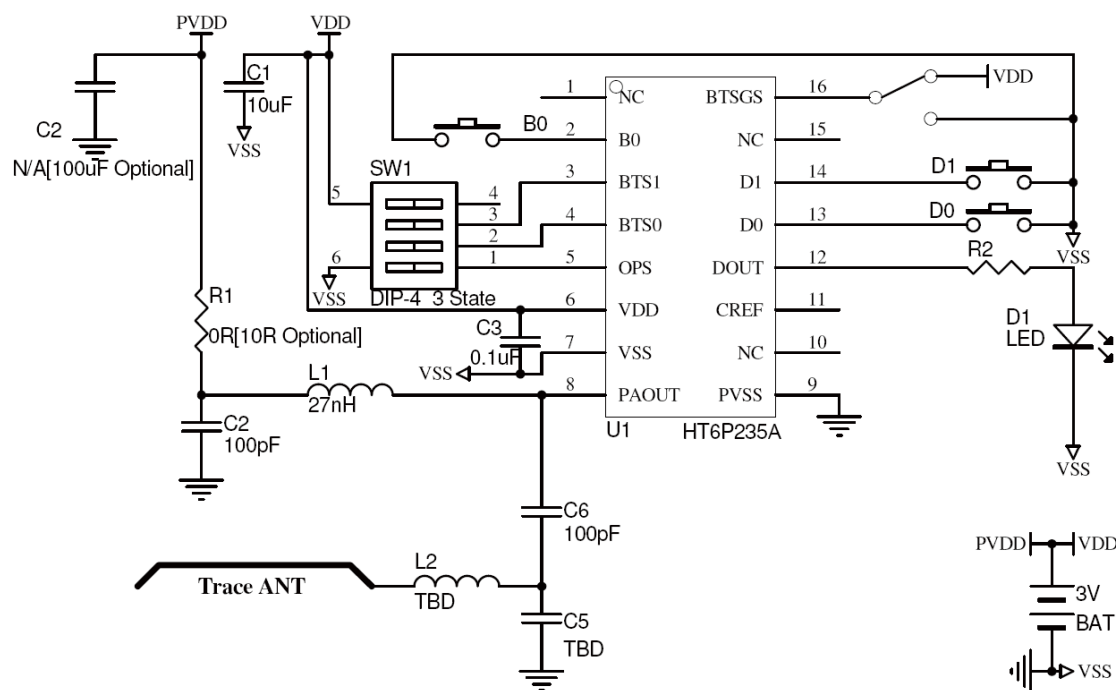 PVDD
VDD
C1
10uF
VSS
C2
N/A[100uF Optional]
B0
1
NC
BTSGS
16
VDD
2
B0
NC
15
SW1
5
4
3
2
1
6
VSS
DIP-4 3 State
3
BTS1
D1
14
D1
4
BTS0
D0
13
D0
VSS
5
OPS
DOUT
12
R2
R1
0R[10R Optional]
6
VDD
CREF
11
C3
0.1uF
D1
LED
7
VSS
NC
10
VSS
L1
27nH
8
PAOUT
PVSS
9
C2
100pF
U1
HT6P235A
VSS
C6
100pF
PVDD
VDD
L2
TBD
Trace ANT
3V
BAT
C5
TBD
VSS